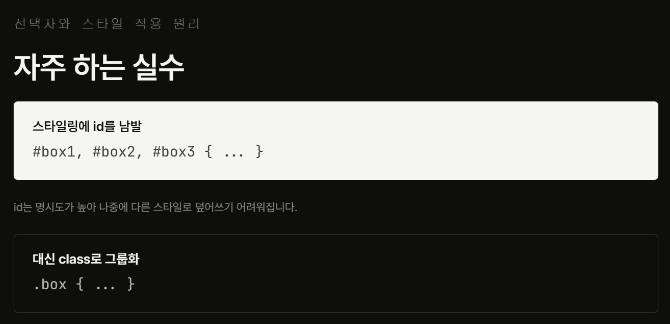 선택자와 스타일 적용 원리
자주 하는 실수
스타일링에 id를 남발
#box1, #box2, #box3 { ... }
id는 명시도가 높아 나중에 다른 스타일로 덮어쓰기 어려워집니다.
대신 class로 그룹화
.box { ... }